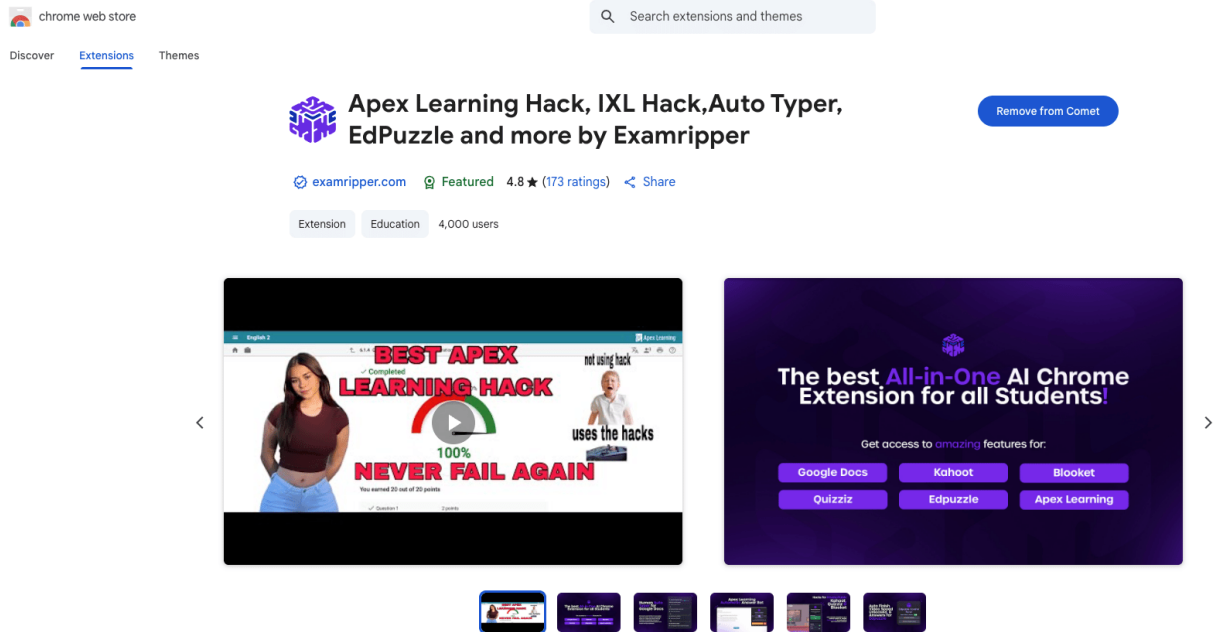 chrome web store
Search extensions and themes
Discover
Extensions
Themes
Apex Learning Hack, IXL Hack,Auto Typer,
EdPuzzle and more by Examripper
Remove from Comet
examripper.com
Featured
4.8 ★ (173 ratings)
Share
Extension
Education
4,000 users
English 2
Apex Learning
BEST APEX
Completed
LEARNING HACK
100%
NEVER FAIL AGAIN
You earned 20 out of 20 points
Question 1
2 points
not using hack
uses the hacks
The best All-in-One AI Chrome
Extension for all Students!
Get access to amazing features for:
Google Docs
Kahoot
Blooket
Quizziz
Edpuzzle
Apex Learning